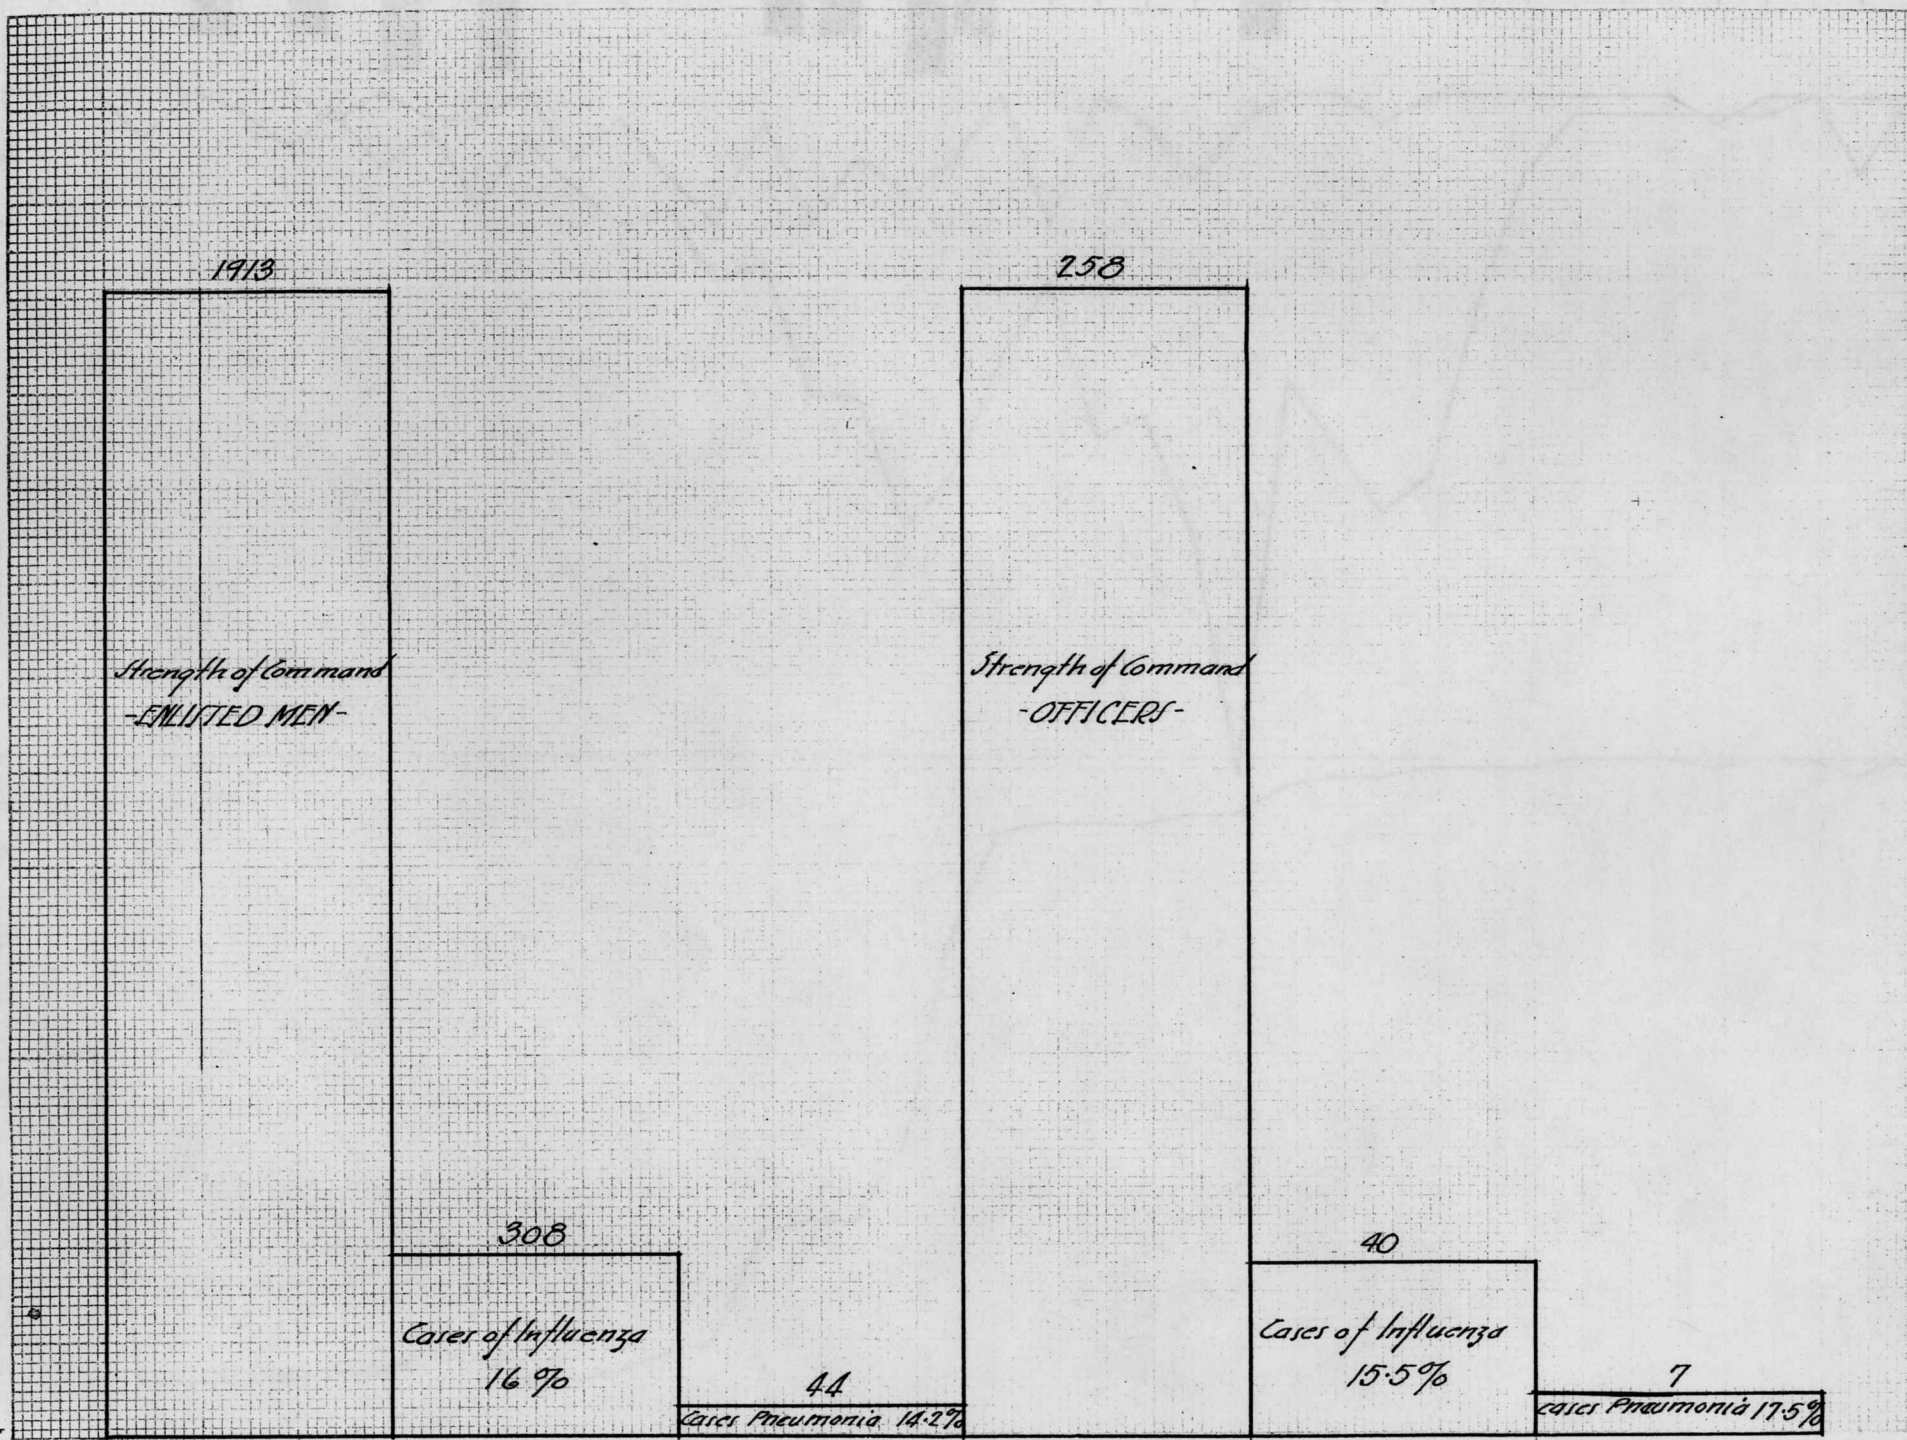 1913
Strength of Command
-ENLISTED MEN-
308
Cases of Influenza
16 %
44
Cases Pneumonia 14.2%
258
Strength of Command
-OFFICERS-
40
Cases of Influenza
15.5%
7
cases Pneumonia 17.5%